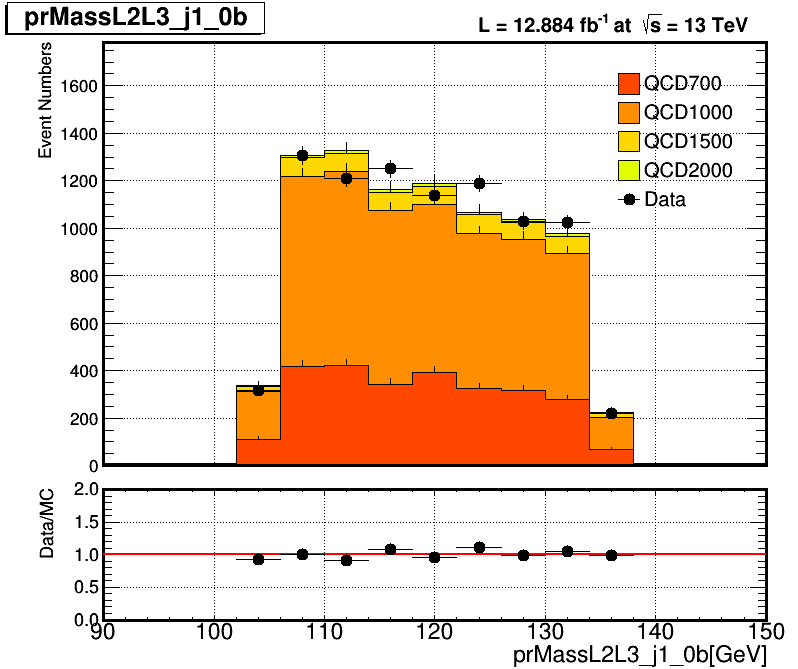 prMassL2L3_j1_0b
L = 12.884 fb-1 at √s = 13 TeV
Event Numbers
1600
1400
1200
1000
800
600
400
200
0
QCD700
QCD1000
QCD1500
QCD2000
Data
Data/MC
2.0
1.5
1.0
0.5
0.0
90 100 110 120 130 140 150
prMassL2L3_j1_0b[GeV]